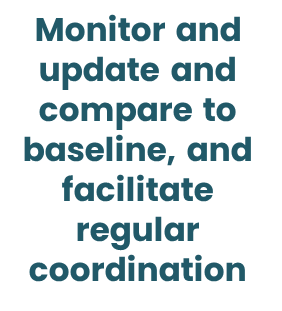 Monitor and
update and
compare to
baseline, and
facilitate
regular
coordination